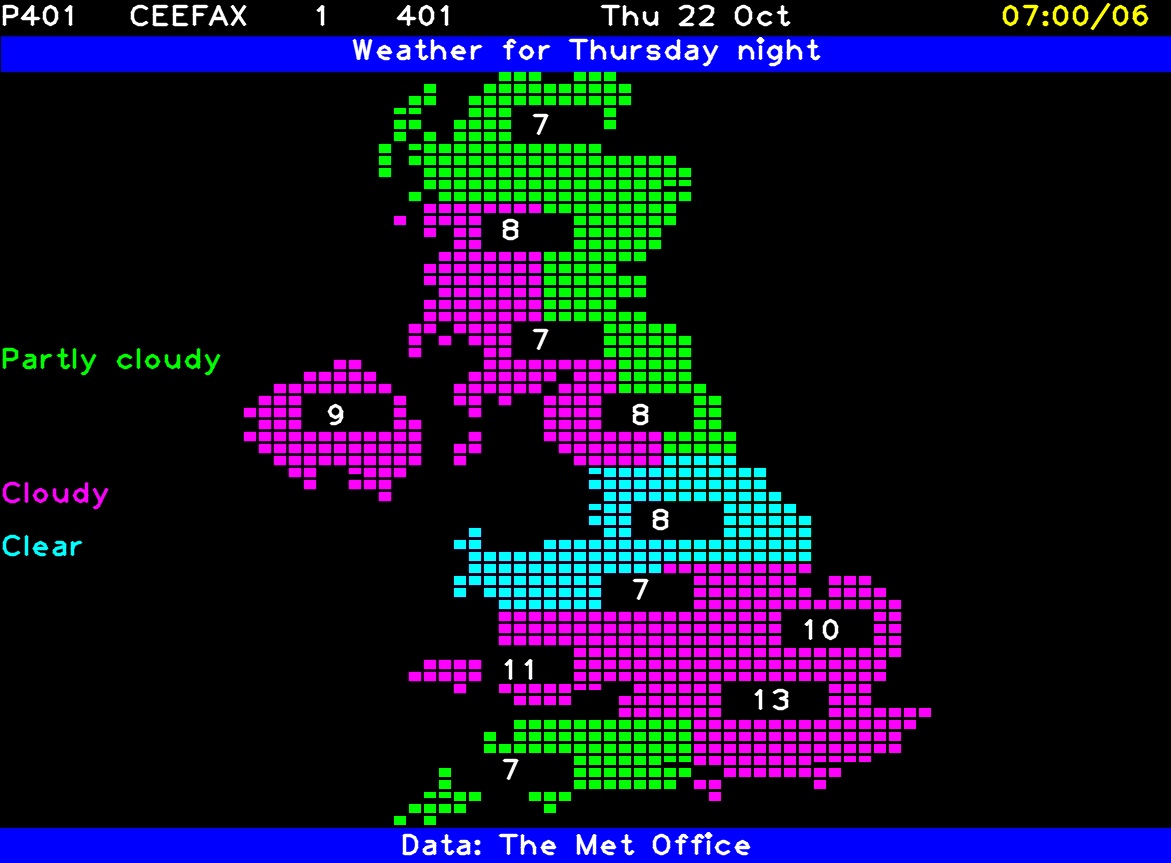 P401 CEEFAX 1 401 Thu 22 Oct 07:00/06
Weather for Thursday night
7
8
7
Partly cloudy
9 8
Cloudy
8
Clear
7
10
11
13
7
Data: The Met Office